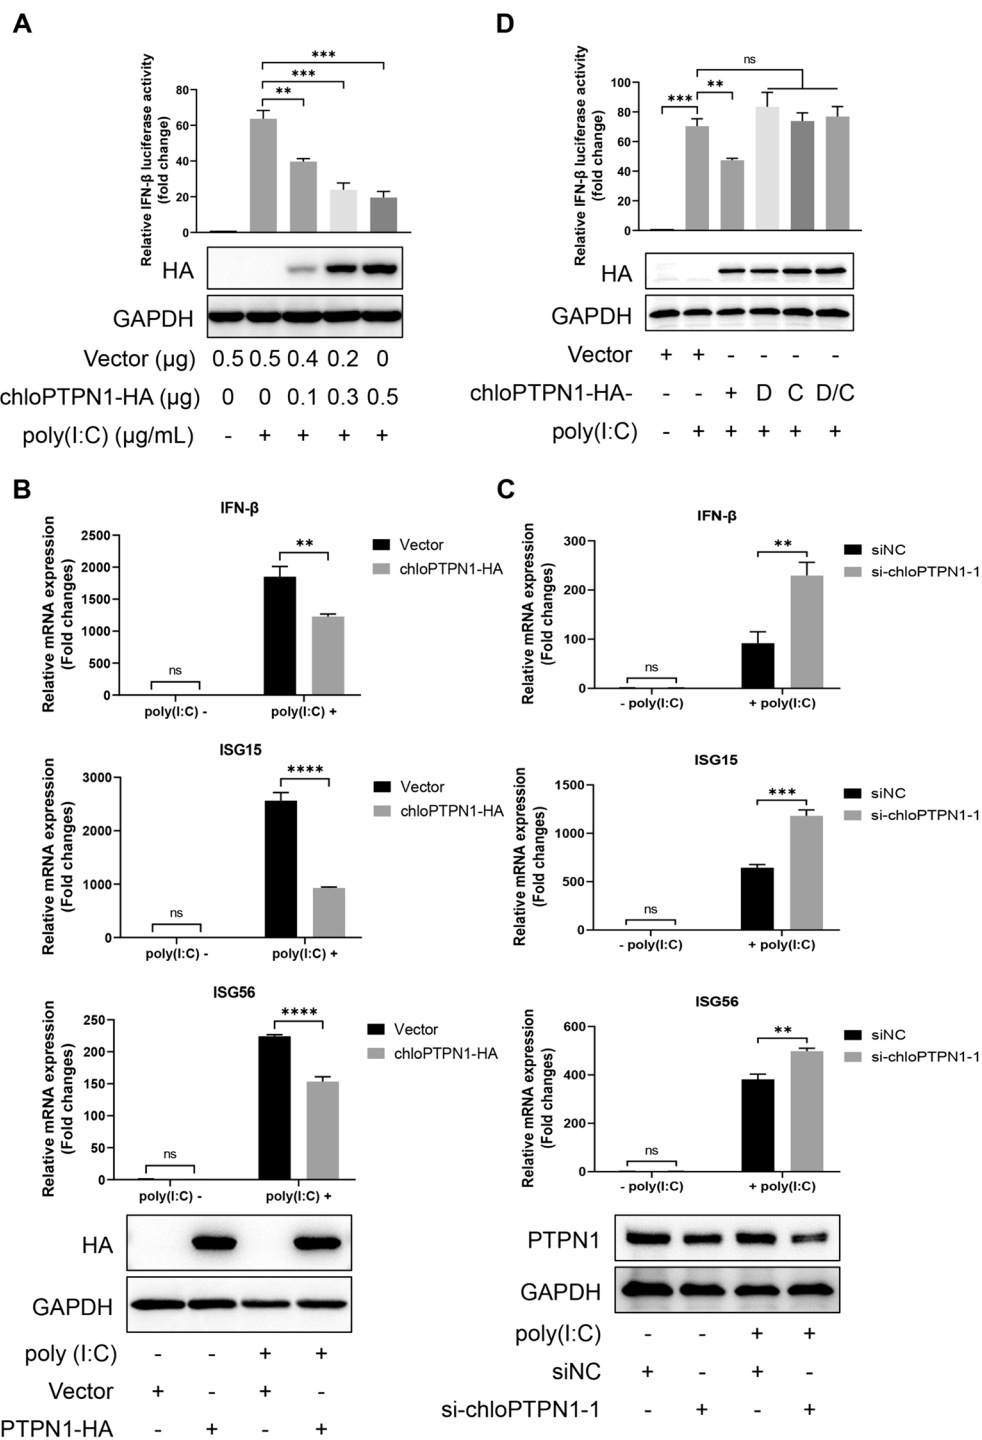 A
Relative IFN-β luciferase activity
(fold change)
80
60
40
20
0
***
***
**
HA
GAPDH
Vector (μg) 0.5 0.5 0.4 0.2 0
chloPTPN1-HA (μg) 0 0 0.1 0.3 0.5
poly(I:C) (μg/mL) - + + + +
D
Relative IFN-β luciferase activity
(fold change)
100
80
60
40
20
0
ns
*** **
HA
GAPDH
Vector + + - - - -
chloPTPN1-HA- - - + D C D/C
poly(I:C) - + + + + +
B
IFN-β
Relative mRNA expression
(Fold changes)
2500
2000
1500
1000
500
0
ns
**
Vector
chloPTPN1-HA
poly(I:C) - poly(I:C) +
ISG15
Relative mRNA expression
(Fold changes)
3000
2000
1000
0
ns
****
Vector
chloPTPN1-HA
poly(I:C) - poly(I:C) +
ISG56
Relative mRNA expression
(Fold changes)
250
200
150
100
50
0
ns
****
Vector
chloPTPN1-HA
poly(I:C) - poly(I:C) +
HA
GAPDH
poly (I:C) - - + +
Vector + - + -
PTPN1-HA - + - +
C
IFN-β
Relative mRNA expression
(Fold changes)
300
200
100
0
ns
**
siNC
si-chloPTPN1-1
- poly(I:C) + poly(I:C)
ISG15
Relative mRNA expression
(Fold changes)
1500
1000
500
0
ns
***
siNC
si-chloPTPN1-1
- poly(I:C) + poly(I:C)
ISG56
Relative mRNA expression
(Fold changes)
600
400
200
0
ns
**
siNC
si-chloPTPN1-1
- poly(I:C) + poly(I:C)
PTPN1
GAPDH
poly(I:C) - - + +
siNC + - + -
si-chloPTPN1-1 - + - +